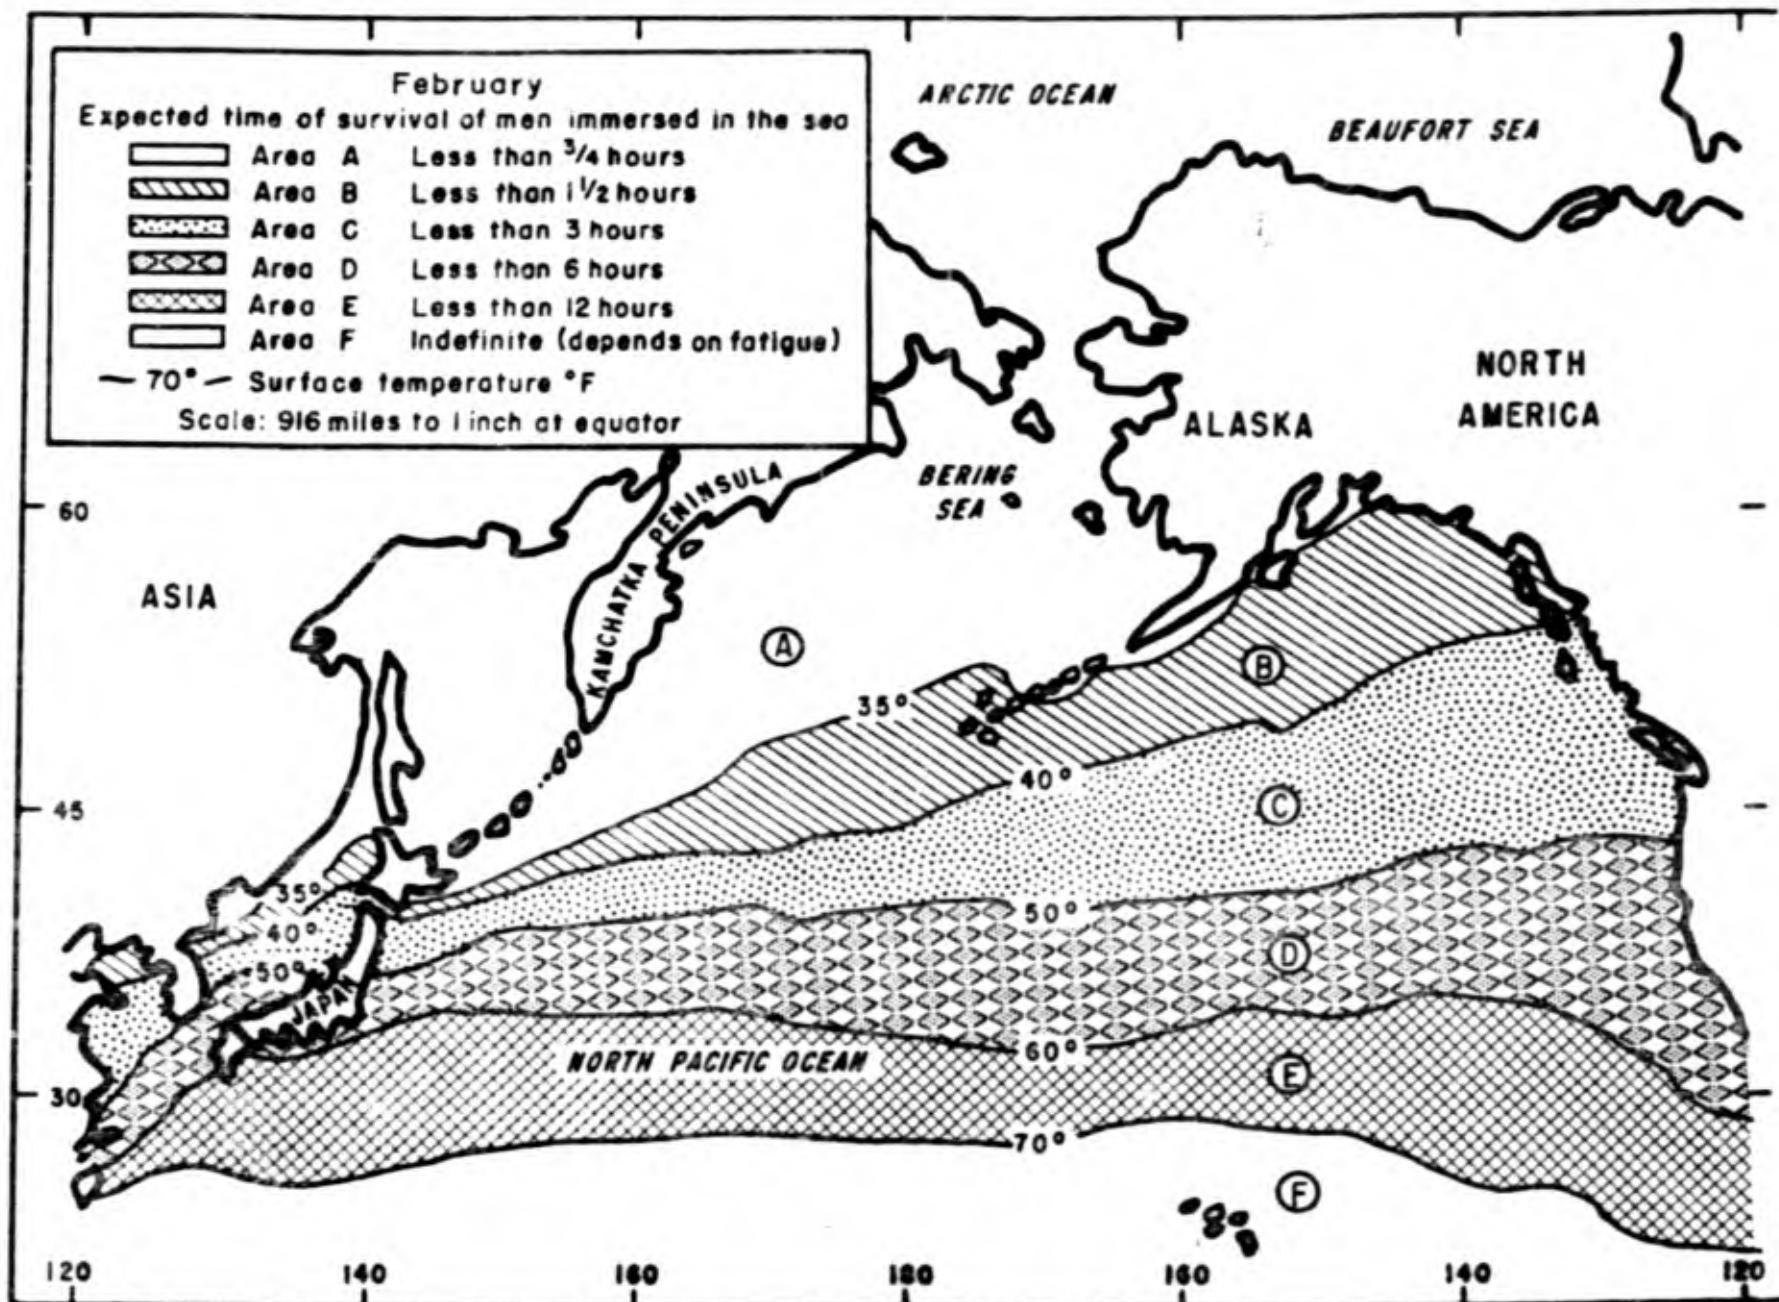 February
Expected time of survival of men immersed in the sea
Area A Less than 3/4 hours
Area B Less than 1 1/2 hours
Area C Less than 3 hours
Area D Less than 6 hours
Area E Less than 12 hours
Area F Indefinite (depends on fatigue)
70° Surface temperature °F
Scale: 916 miles to 1 inch at equator
ARCTIC OCEAN
BEAUFORT SEA
NORTH
AMERICA
ALASKA
BERING
SEA
KAMCHATKA PENINSULA
ASIA
60
45
30
A
B
C
D
E
F
35°
40°
50°
60°
70°
35°
40°
50°
JAPAN
NORTH PACIFIC OCEAN
120
140
160
180
160
140
120